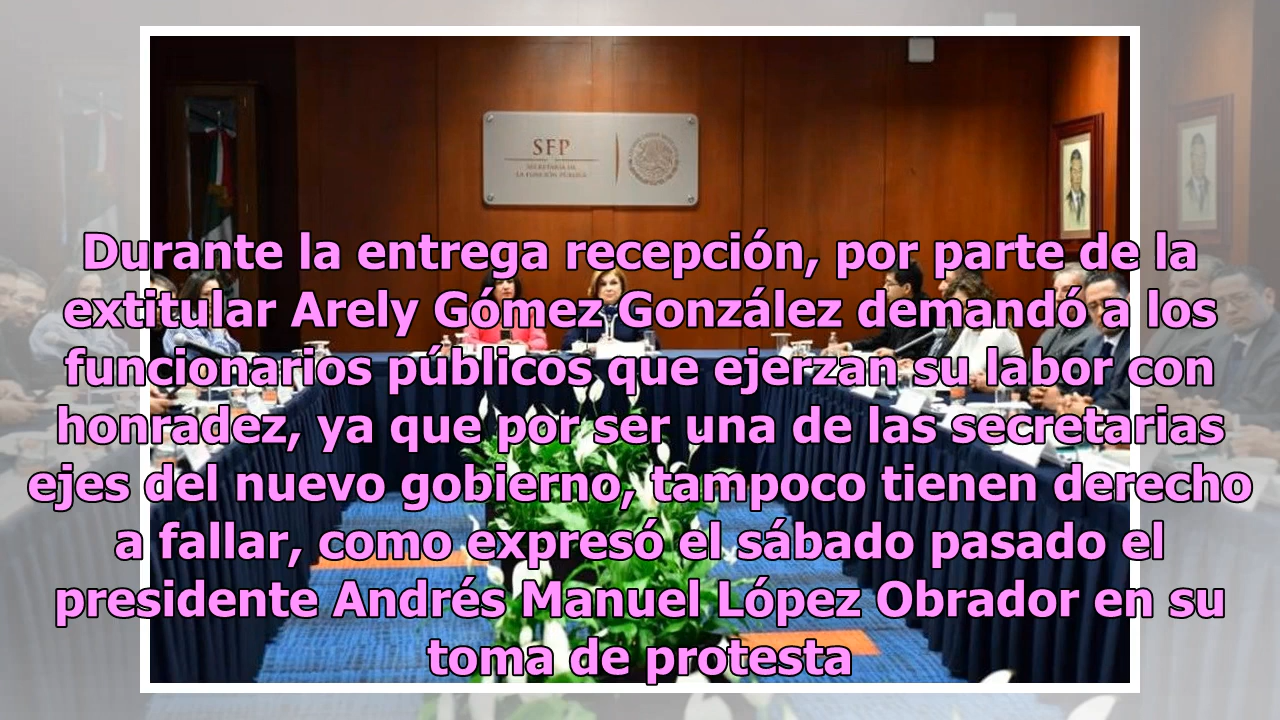 SFP
SECRETARÍA DE
LA FUNCIÓN PÚBLICA
Durante la entrega recepción, por parte de la
extitular Arely Gómez González demandó a los
funcionarios públicos que ejerzan su labor con
honradez, ya que por ser una de las secretarias
ejes del nuevo gobierno, tampoco tienen derecho
a fallar, como expresó el sábado pasado el
presidente Andrés Manuel López Obrador en su
toma de protesta